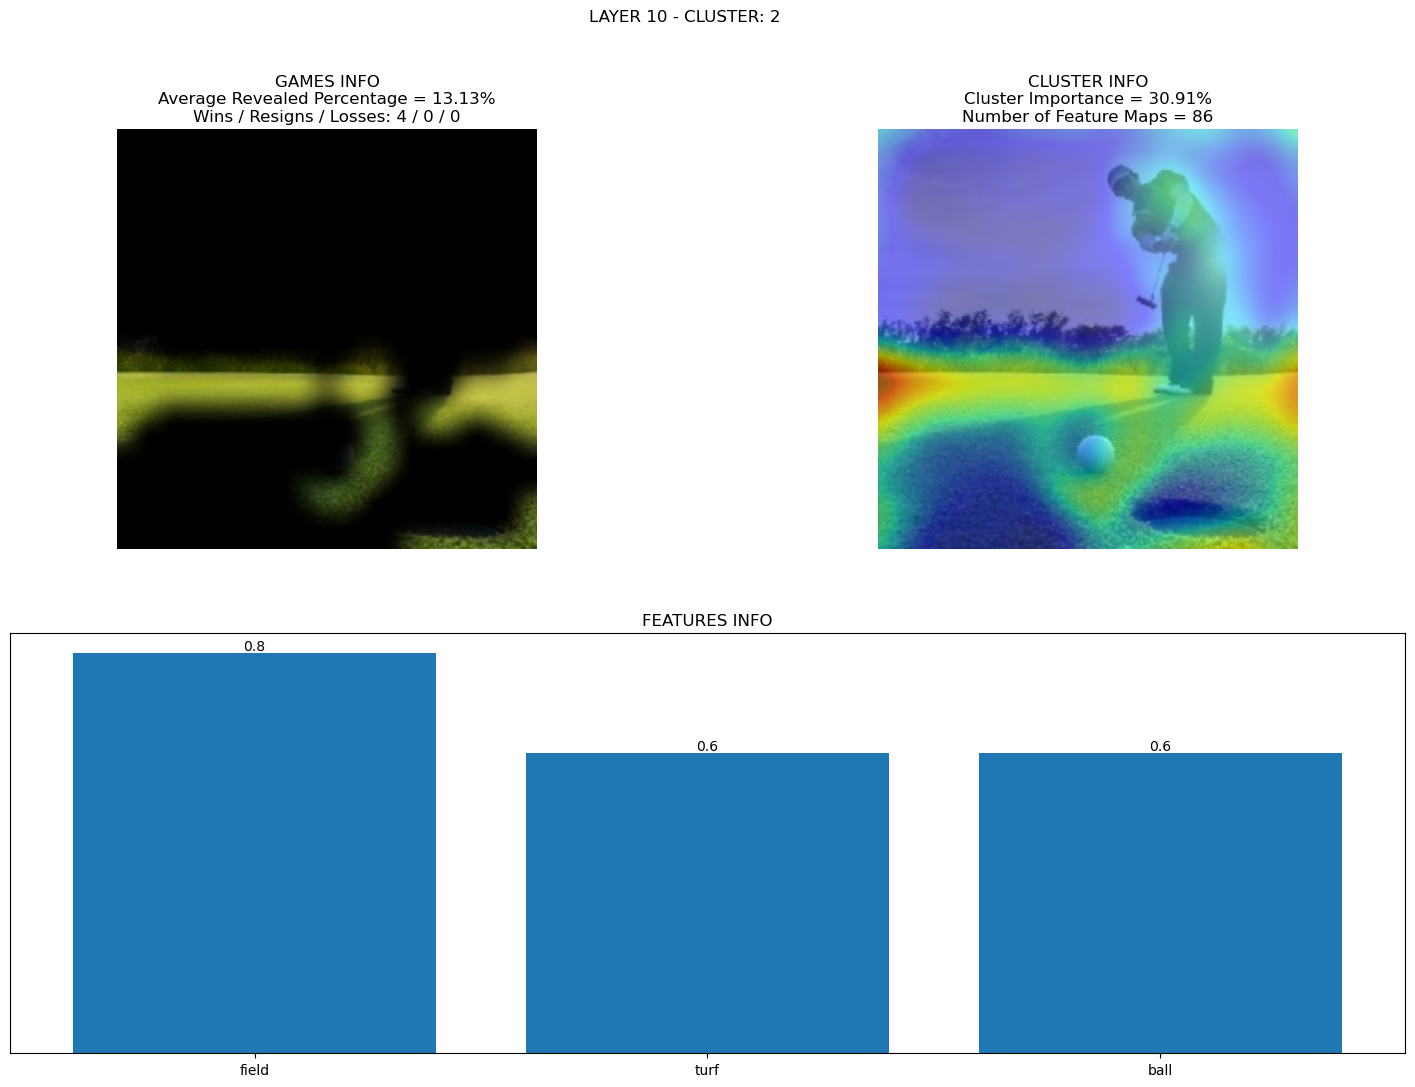 LAYER 10 - CLUSTER: 2
GAMES INFO
Average Revealed Percentage = 13.13%
Wins / Resigns / Losses: 4 / 0 / 0
CLUSTER INFO
Cluster Importance = 30.91%
Number of Feature Maps = 86
FEATURES INFO
0.8
0.6
0.6
field
turf
ball